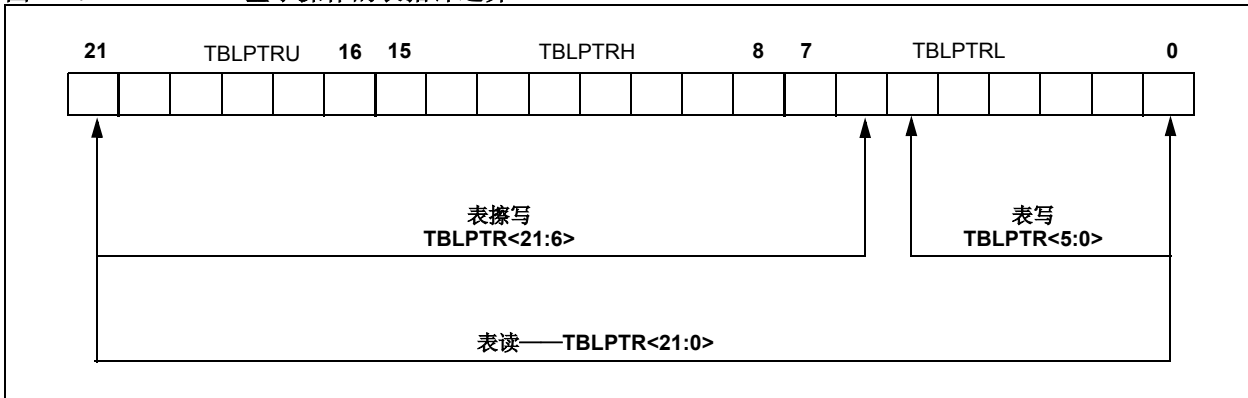 21 TBLPTRU 16 15 TBLPTRH 8 7 TBLPTRL 0
表擦写
TBLPTR<21:6>
表写
TBLPTR<5:0>
表读——TBLPTR<21:0>